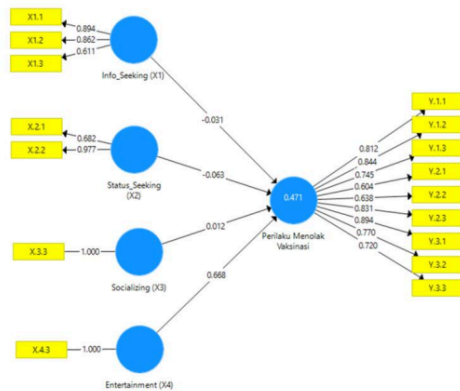 X1.1
X1.2
X1.3
0.894
0.862
0.611
Info_Seeking (X1)
-0.031
X.2.1
X.2.2
0.682
0.977
Status_Seeking
(X2)
-0.063
X.3.3
1.000
Socializing (X3)
0.012
X.4.3
1.000
Entertainment (X4)
0.668
0.471
Perilaku Menolak
Vaksinasi
0.812
0.844
0.745
0.604
0.638
0.831
0.894
0.770
0.720
Y.1.1
Y.1.2
Y.1.3
Y.2.1
Y.2.2
Y.2.3
Y.3.1
Y.3.2
Y.3.3